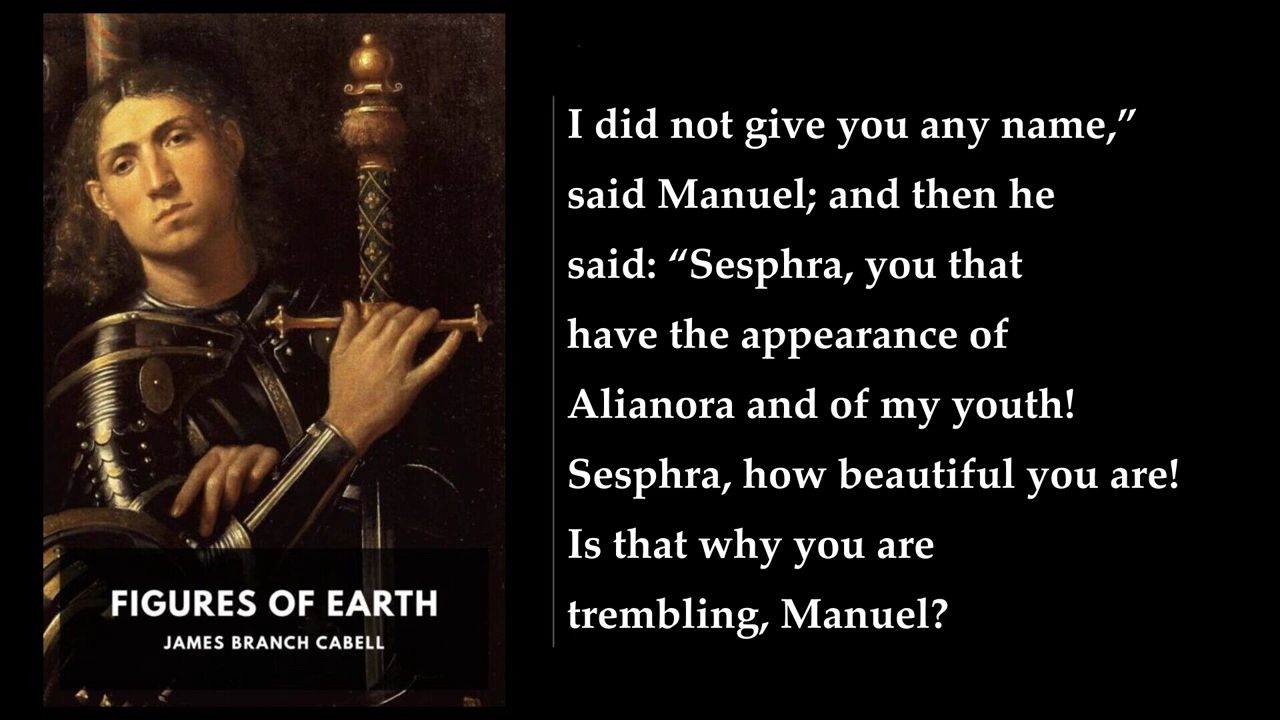 FIGURES OF EARTH
JAMES BRANCH CABELL
I did not give you any name,”
said Manuel; and then he
said: “Sesphra, you that
have the appearance of
Alianora and of my youth!
Sesphra, how beautiful you are!
Is that why you are
trembling, Manuel?